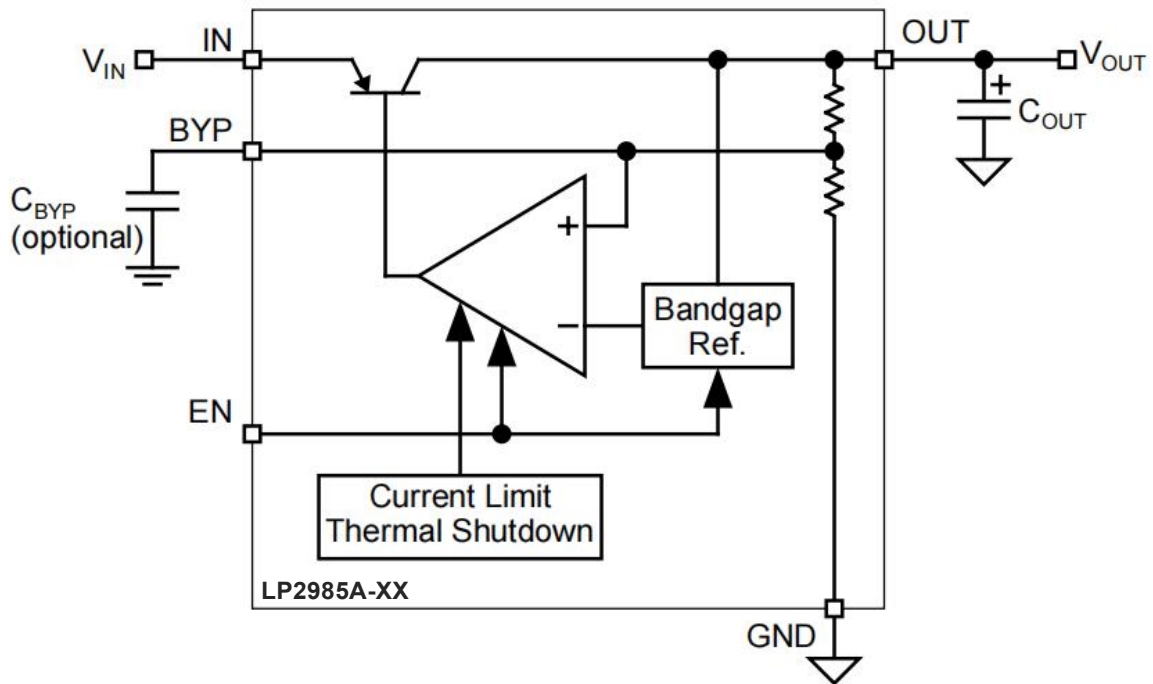 IN
OUT
V_IN
V_OUT
+
C_OUT
BYP
C_BYP
(optional)
+
−
Bandgap
Ref.
EN
Current Limit
Thermal Shutdown
LP2985A-XX
GND